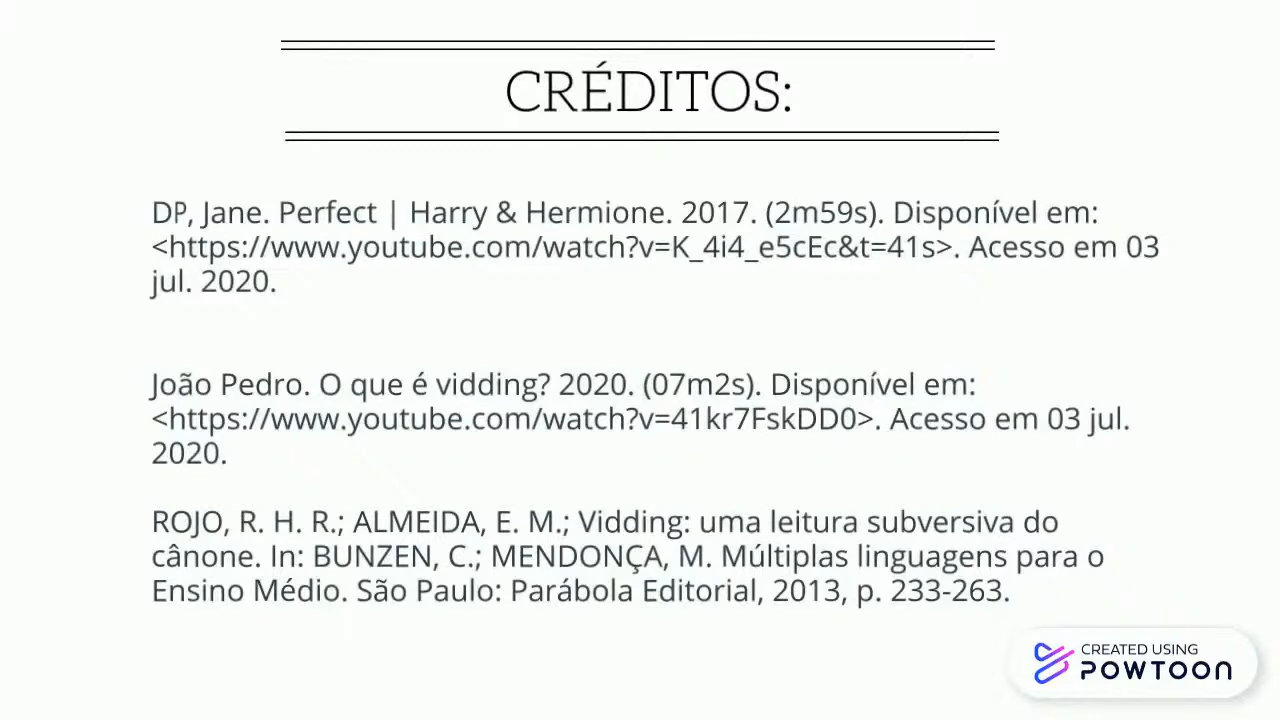 CRÉDITOS:
DP, Jane. Perfect | Harry & Hermione. 2017. (2m59s). Disponível em:
<https://www.youtube.com/watch?v=K_4i4_e5cEc&t=41s>. Acesso em 03
jul. 2020.
João Pedro. O que é vidding? 2020. (07m2s). Disponível em:
<https://www.youtube.com/watch?v=41kr7FskDD0>. Acesso em 03 jul.
2020.
ROJO, R. H. R.; ALMEIDA, E. M.; Vidding: uma leitura subversiva do
cânone. In: BUNZEN, C.; MENDONÇA, M. Múltiplas linguagens para o
Ensino Médio. São Paulo: Parábola Editorial, 2013, p. 233-263.
CREATED USING
POWTOON